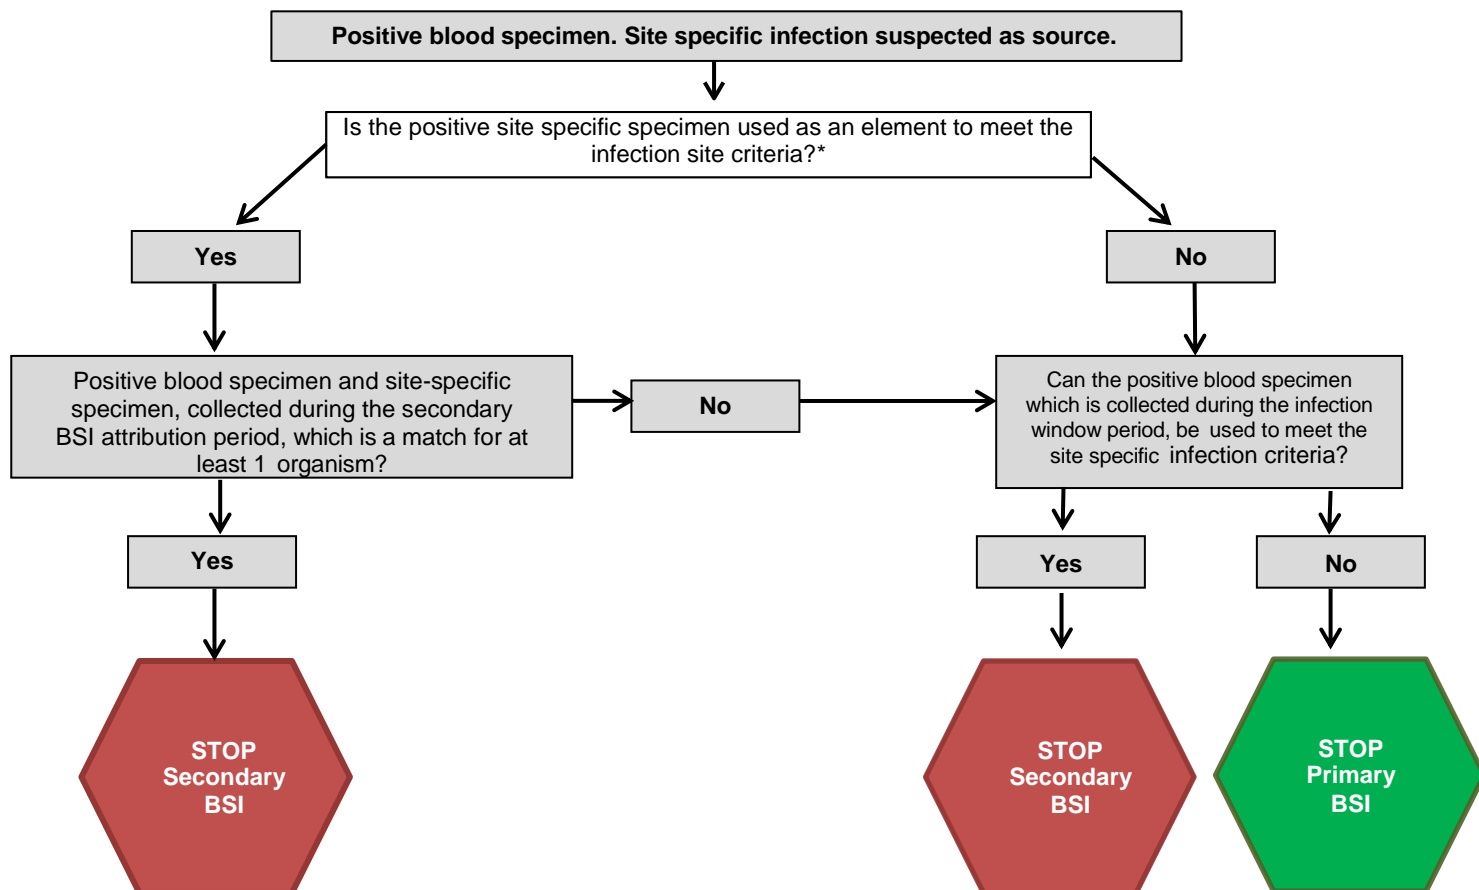 Positive blood specimen. Site specific infection suspected as source.
Is the positive site specific specimen used as an element to meet the
infection site criteria?*
Yes
No
Positive blood specimen and site-specific
specimen, collected during the secondary
BSI attribution period, which is a match for at
least 1 organism?
No
Can the positive blood specimen
which is collected during the infection
window period, be used to meet the
site specific infection criteria?
Yes
Yes
No
STOP
Secondary
BSI
STOP
Secondary
BSI
STOP
Primary
BSI